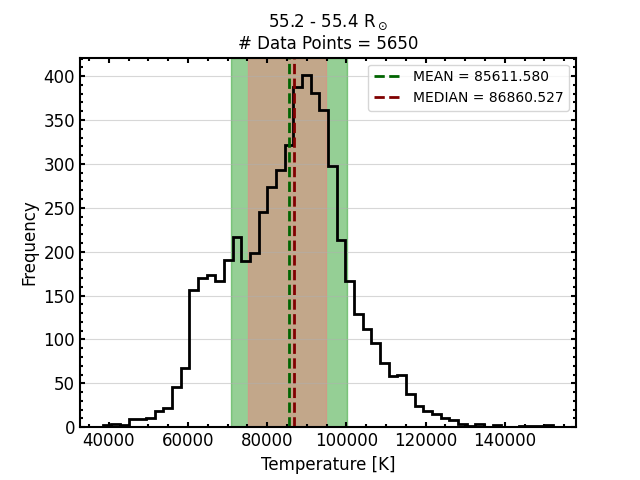 55.2 - 55.4 R⊙
# Data Points = 5650
MEAN = 85611.580
MEDIAN = 86860.527
400
350
300
250
200
150
100
50
0
Frequency
40000 60000 80000 100000 120000 140000
Temperature [K]